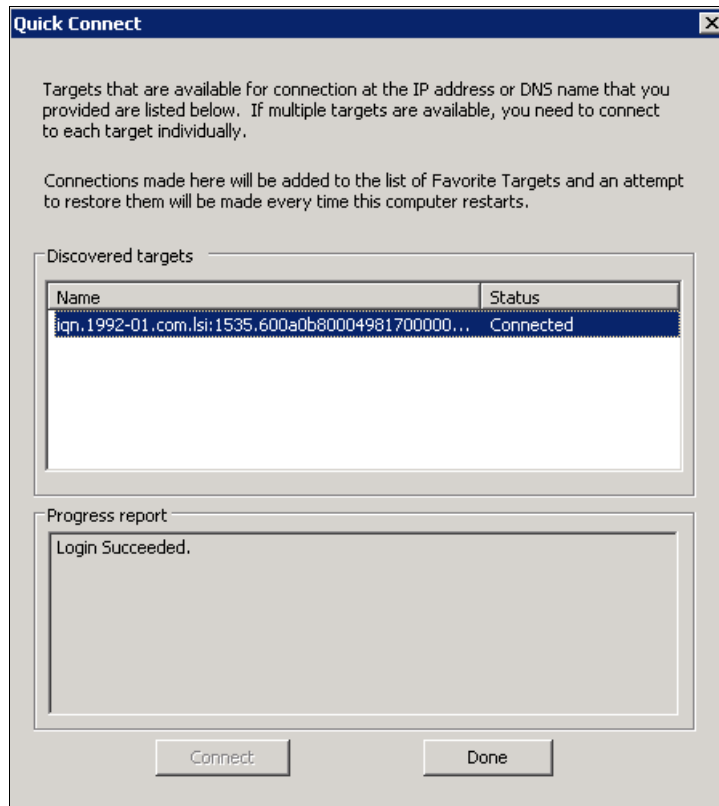 Quick Connect
Targets that are available for connection at the IP address or DNS name that you
provided are listed below. If multiple targets are available, you need to connect
to each target individually.
Connections made here will be added to the list of Favorite Targets and an attempt
to restore them will be made every time this computer restarts.
Discovered targets
Name Status
iqn.1992-01.com.lsi:1535.600a0b80004981700000... Connected
Progress report
Login Succeeded.
Connect Done